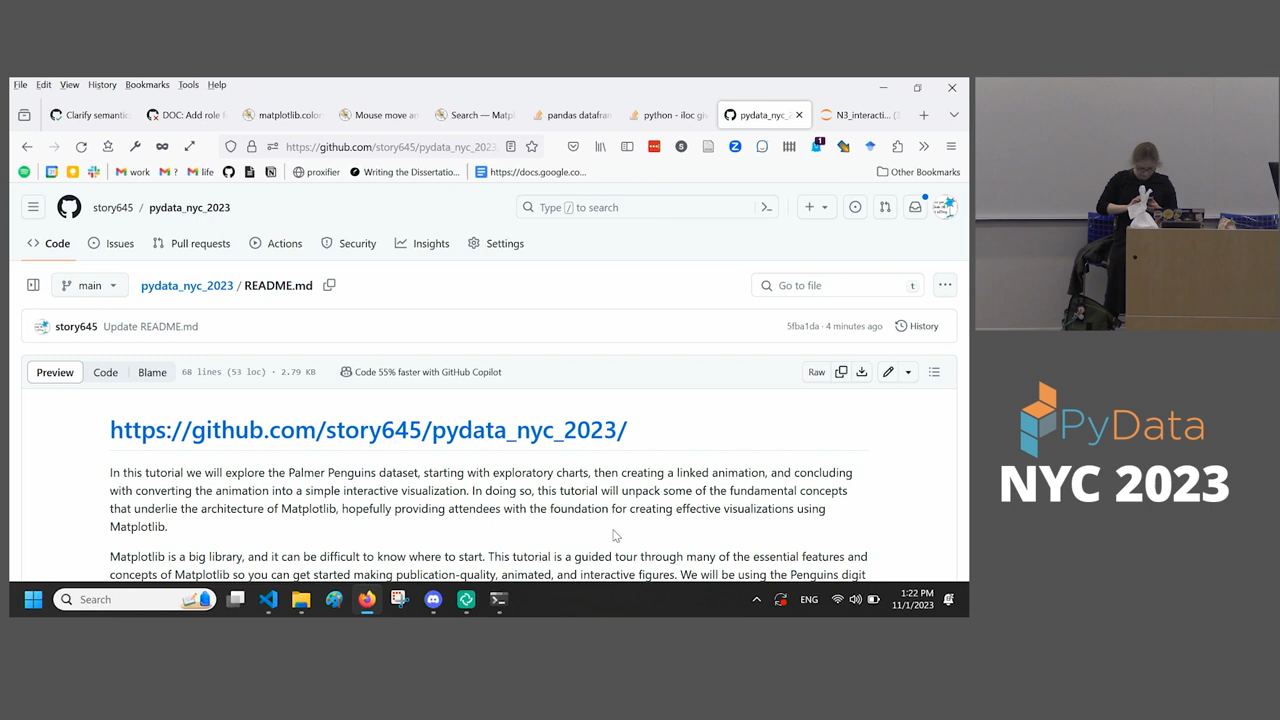 File Edit View History Bookmarks Tools Help
Clarify semantic
DOC: Add role f
matplotlib.color
Mouse move an
Search — Matpl
pandas datafran
python - iloc giv
pydata_nyc_2
N3_interacti... (3
https://github.com/story645/pydata_nyc_2023
work
?
life
proxifier
Writing the Dissertatio...
https://docs.google.co...
Other Bookmarks
story645 / pydata_nyc_2023
Type / to search
Code
Issues
Pull requests
Actions
Security
Insights
Settings
main
pydata_nyc_2023 / README.md
Go to file
t
story645 Update README.md
5fba1da · 4 minutes ago
History
Preview
Code
Blame
68 lines (53 loc) · 2.79 KB
Code 55% faster with GitHub Copilot
Raw
https://github.com/story645/pydata_nyc_2023/
In this tutorial we will explore the Palmer Penguins dataset, starting with exploratory charts, then creating a linked animation, and concluding
with converting the animation into a simple interactive visualization. In doing so, this tutorial will unpack some of the fundamental concepts
that underlie the architecture of Matplotlib, hopefully providing attendees with the foundation for creating effective visualizations using
Matplotlib.
Matplotlib is a big library, and it can be difficult to know where to start. This tutorial is a guided tour through many of the essential features and
concepts of Matplotlib so you can get started making publication-quality, animated, and interactive figures. We will be using the Penguins digit
Search
ENG
1:22 PM
11/1/2023
PyData
NYC 2023